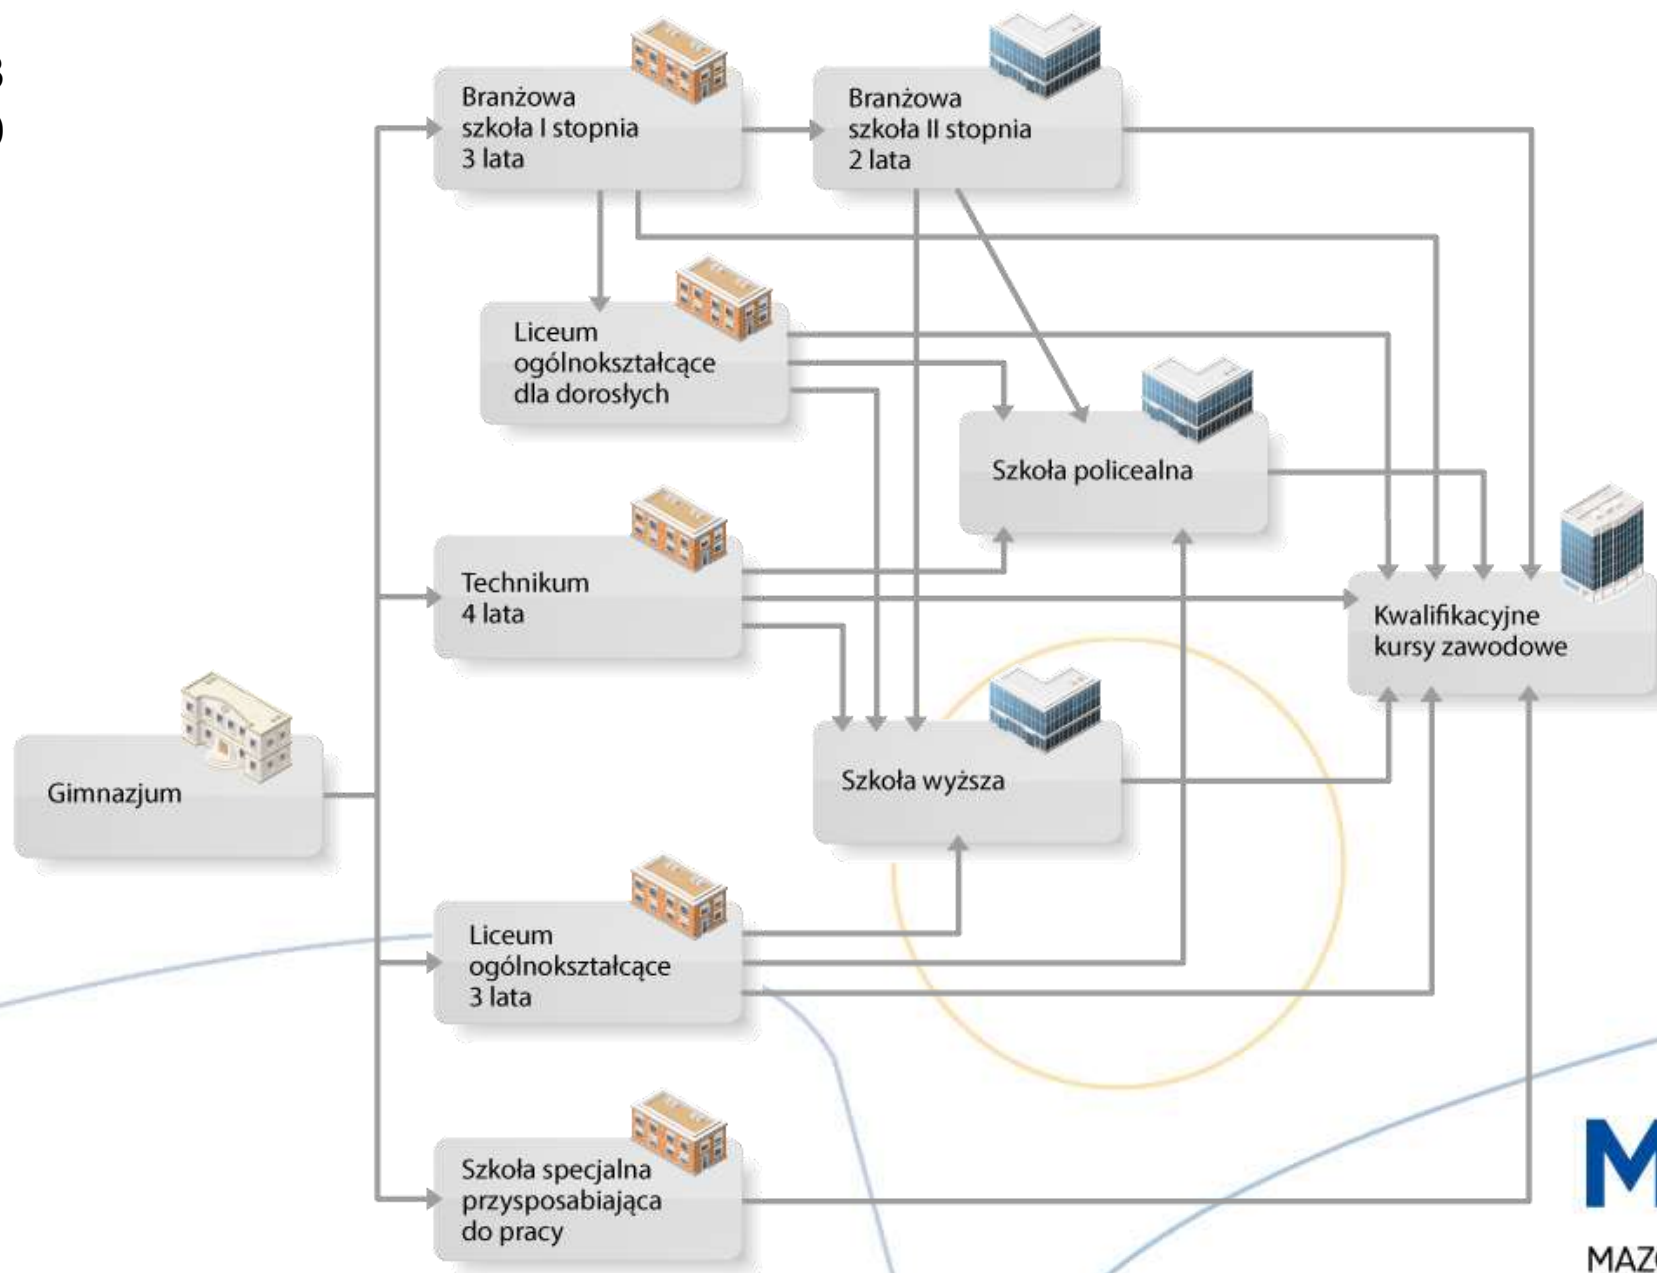 Branżowa
szkoła I stopnia
3 lata
Branżowa
szkoła II stopnia
2 lata
Liceum
ogólnokształcące
dla dorosłych
Szkoła policealna
Technikum
4 lata
Kwalifikacyjne
kursy zawodowe
Gimnazjum
Szkoła wyższa
Liceum
ogólnokształcące
3 lata
Szkoła specjalna
przysposabiająca
do pracy